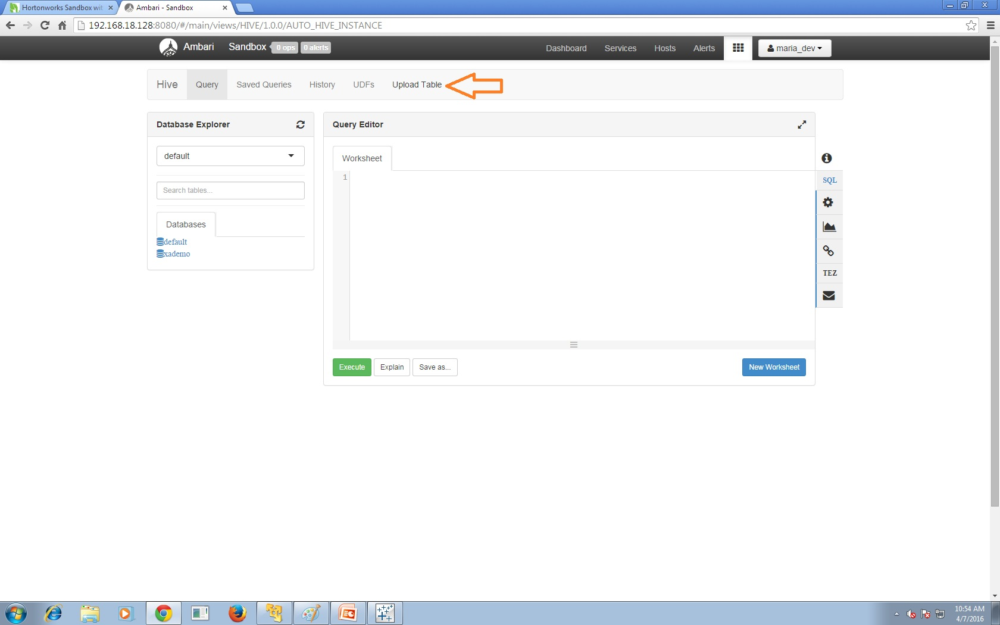 Hortonworks Sandbox wit
Ambari - Sandbox
192.168.18.128:8080/#/main/views/HIVE/1.0.0/AUTO_HIVE_INSTANCE
Ambari Sandbox 0 ops 0 alerts Dashboard Services Hosts Alerts maria_dev
Hive Query Saved Queries History UDFs Upload Table
Database Explorer
default
Search tables...
Databases
default
xademo
Query Editor
Worksheet
1
SQL
TEZ
Execute Explain Save as... New Worksheet
10:54 AM
4/7/2016